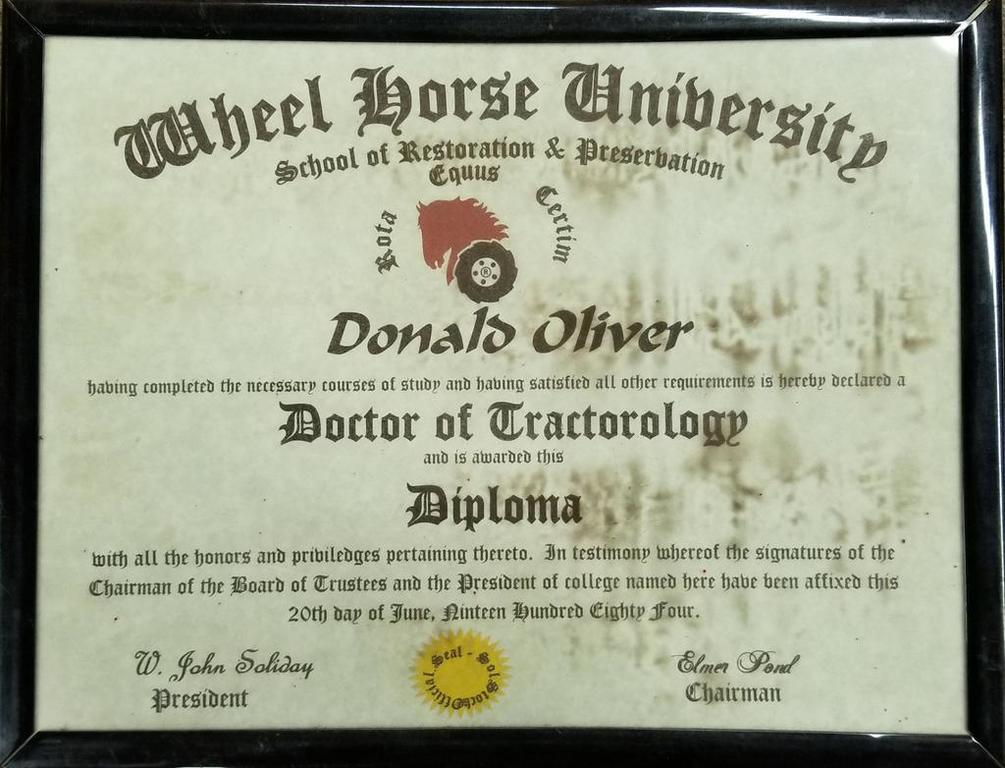 Wheel Horse University
School of Restoration & Preservation
Rota Equus Certim
®
Donald Oliver
having completed the necessary courses of study and having satisfied all other requirements is hereby declared a
Doctor of Tractorology
and is awarded this
Diploma
with all the honors and priviledges pertaining thereto. In testimony whereof the signatures of the
Chairman of the Board of Trustees and the President of college named here have been affixed this
20th day of June, Ninteen Hundred Eighty Four.
W. John Soliday
President
Official Seal - SolStock
Elmer Pond
Chairman